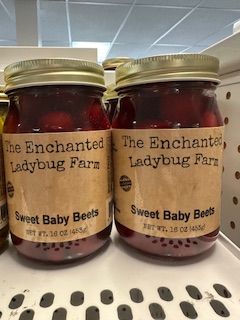 The Enchanted
Ladybug Farm
Sweet Baby Beets
NET WT. 16 OZ (453g)
The Enchanted
Ladybug Farm
Sweet Baby Beets
NET WT. 16 OZ (453g)